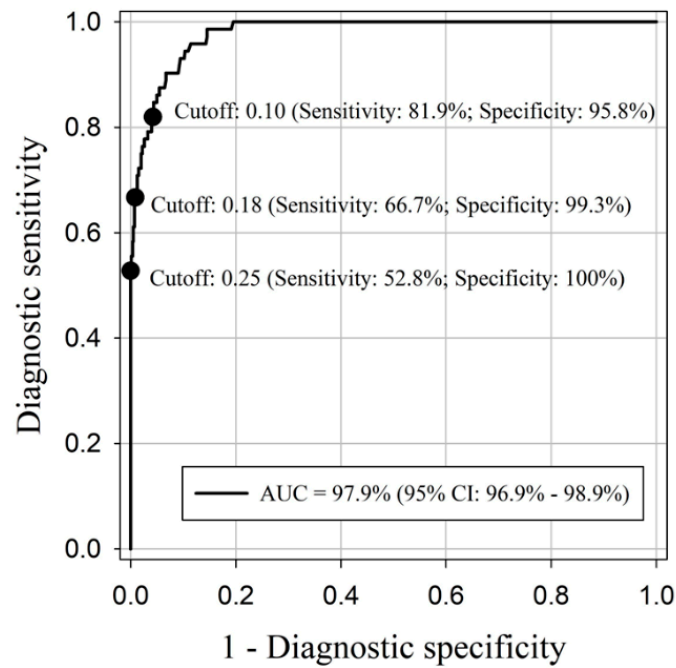 1.0
0.8
0.6
0.4
0.2
0.0
Diagnostic sensitivity
Cutoff: 0.10 (Sensitivity: 81.9%; Specificity: 95.8%)
Cutoff: 0.18 (Sensitivity: 66.7%; Specificity: 99.3%)
Cutoff: 0.25 (Sensitivity: 52.8%; Specificity: 100%)
AUC = 97.9% (95% CI: 96.9% - 98.9%)
0.0 0.2 0.4 0.6 0.8 1.0
1 - Diagnostic specificity